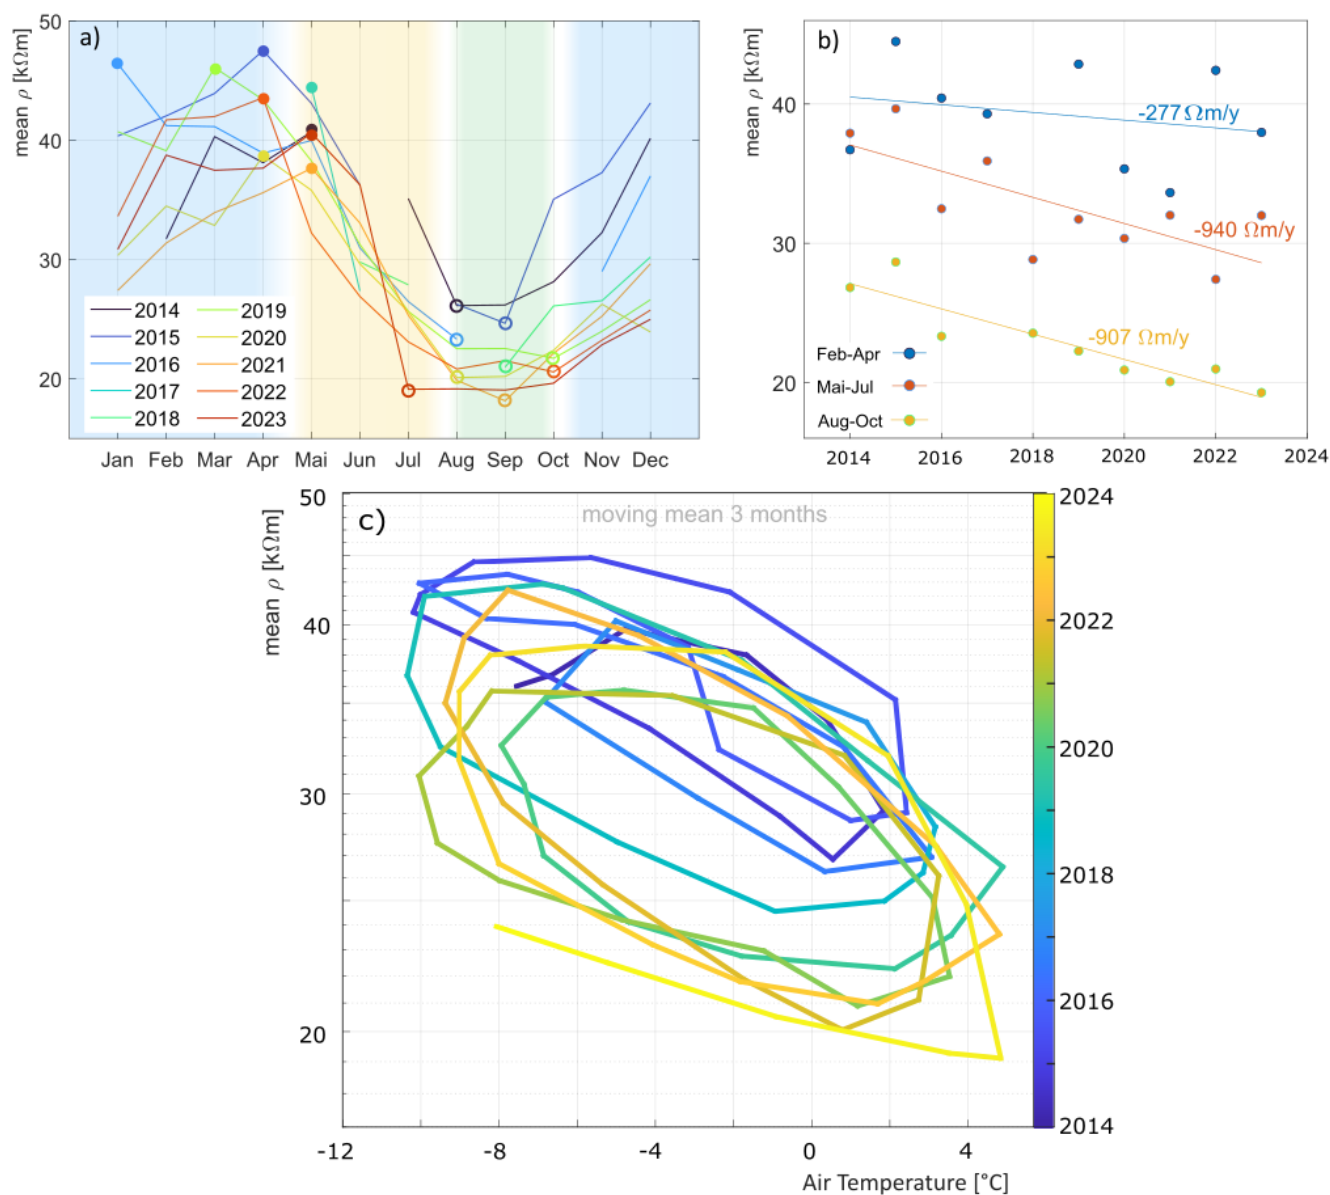 a)
mean ρ [kΩm]
50
40
30
20
2014
2015
2016
2017
2018
2019
2020
2021
2022
2023
Jan Feb Mar Apr Mai Jun Jul Aug Sep Oct Nov Dec
b)
mean ρ [kΩm]
40
30
20
-277 Ωm/y
-940 Ωm/y
-907 Ωm/y
Feb-Apr
Mai-Jul
Aug-Oct
2014 2016 2018 2020 2022 2024
c)
moving mean 3 months
mean ρ [kΩm]
50
40
30
20
-12 -8 -4 0 4
Air Temperature [°C]
2024
2022
2020
2018
2016
2014